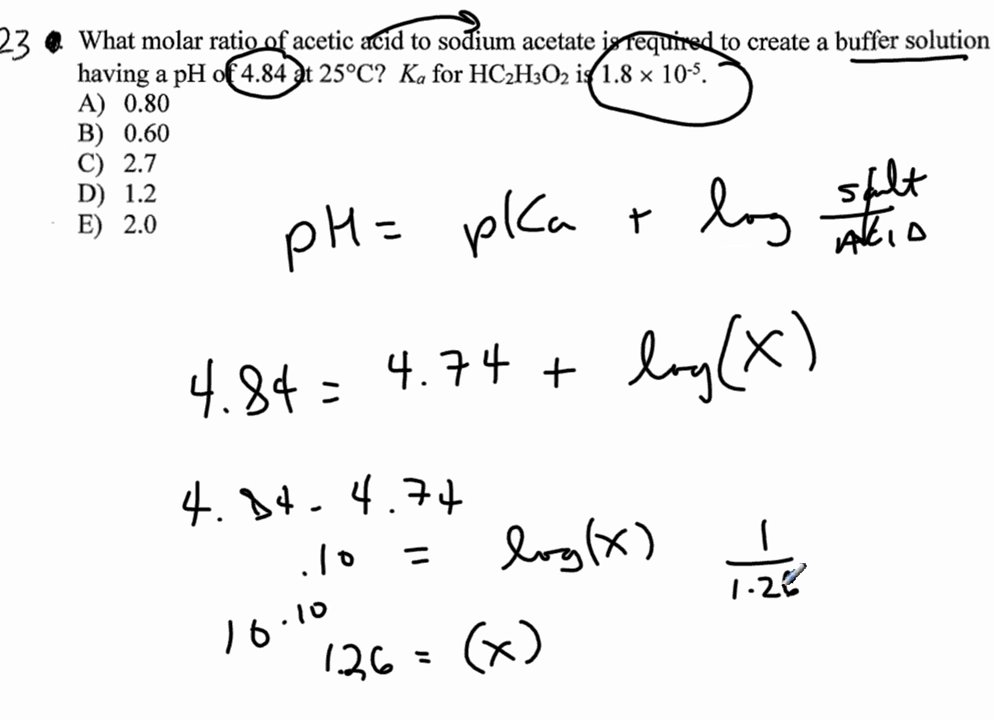 23 What molar ratio of acetic acid to sodium acetate is required to create a buffer solution
having a pH of 4.84 at 25°C? Kₐ for HC₂H₃O₂ is 1.8 × 10⁻⁵.
A) 0.80
B) 0.60
C) 2.7
D) 1.2
E) 2.0
pH = pKa + log salt/ACID
4.84 = 4.74 + log(x)
4.84 - 4.74
.10 = log(x) 1/1.26
10^.10 1.26 = (x)